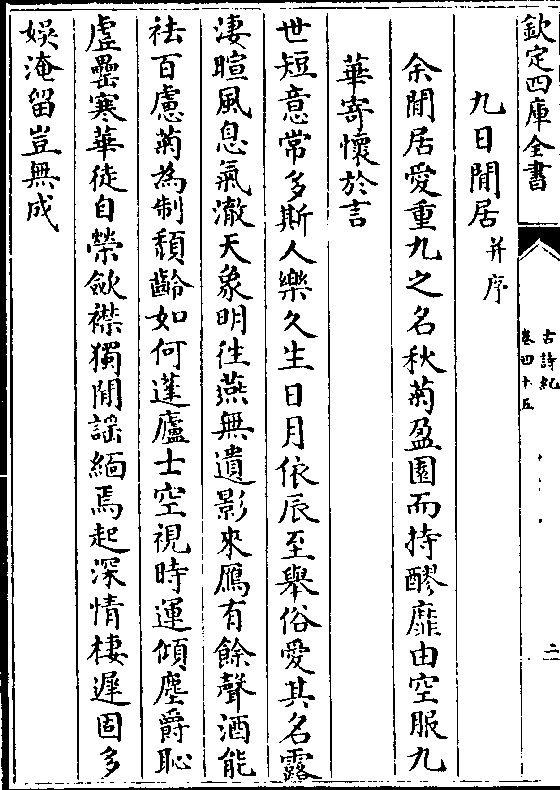 欽定四庫全書
古詩紀
卷四十五
二
九日閒居并序
余閒居愛重九之名秋菊盈園而持醪靡由空服九
華寄懷於言
世短意常多斯人樂久生日月依辰至舉俗愛其名露
淒暄風息氣澈天象明往燕無遺影來鴈有餘聲酒能
祛百慮菊為制頽齡如何蓬廬士空視時運傾塵爵恥
虛罍寒華徒自榮斂襟獨閒謡緬焉起深情棲遲固多
娛淹留豈無成